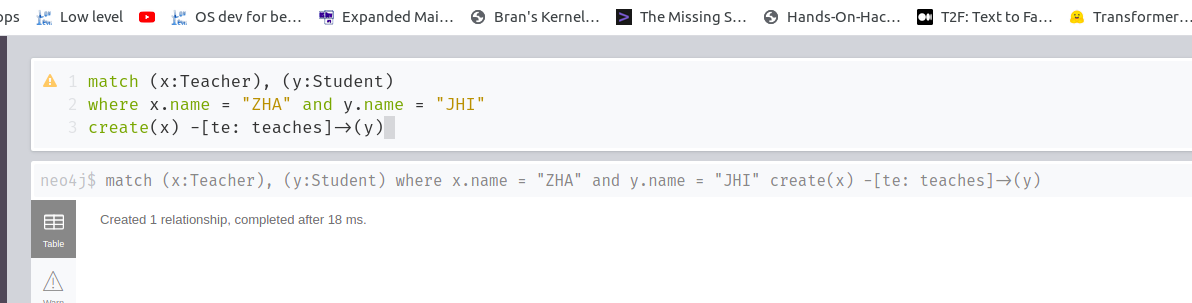 ops Low level OS dev for be... Expanded Mai... Bran's Kernel... The Missing S... Hands-On-Hac... T2F: Text to Fa... Transformer...
1 match (x:Teacher), (y:Student)
2 where x.name = "ZHA" and y.name = "JHI"
3 create(x) -[te: teaches]->(y)
neo4j$ match (x:Teacher), (y:Student) where x.name = "ZHA" and y.name = "JHI" create(x) -[te: teaches]->(y)
Created 1 relationship, completed after 18 ms.
Table
Warn